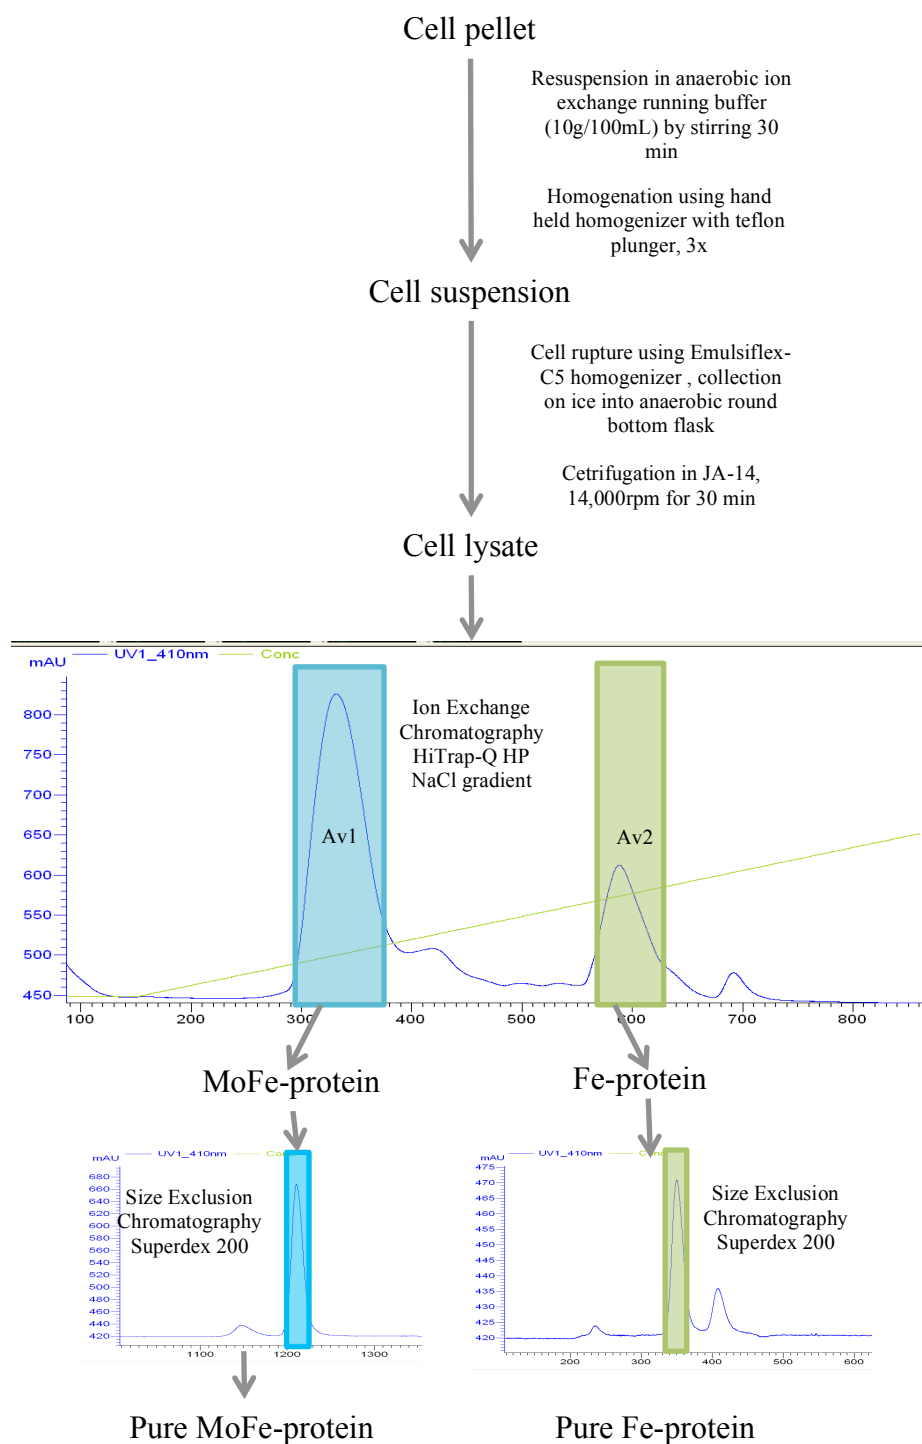 Cell pellet
Resuspension in anaerobic ion
exchange running buffer
(10g/100mL) by stirring 30
min
Homogenation using hand
held homogenizer with teflon
plunger, 3x
Cell suspension
Cell rupture using Emulsiflex-
C5 homogenizer , collection
on ice into anaerobic round
bottom flask
Cetrifugation in JA-14,
14,000rpm for 30 min
Cell lysate
mAU UV1_410nm Conc
800
750
700
650
600
550
500
450
Ion Exchange
Chromatography
HiTrap-Q HP
NaCl gradient
Av1
Av2
100 200 300 400 500 600 700 800
MoFe-protein
Fe-protein
mAU UV1_410nm Co
680
660
640
620
600
580
560
540
520
500
480
460
440
420
Size Exclusion
Chromatography
Superdex 200
1100 1200 1300
mAU UV1_410nm Conc
475
470
465
460
455
450
445
440
435
430
425
420
Size Exclusion
Chromatography
Superdex 200
200 300 400 500 600
Pure MoFe-protein
Pure Fe-protein